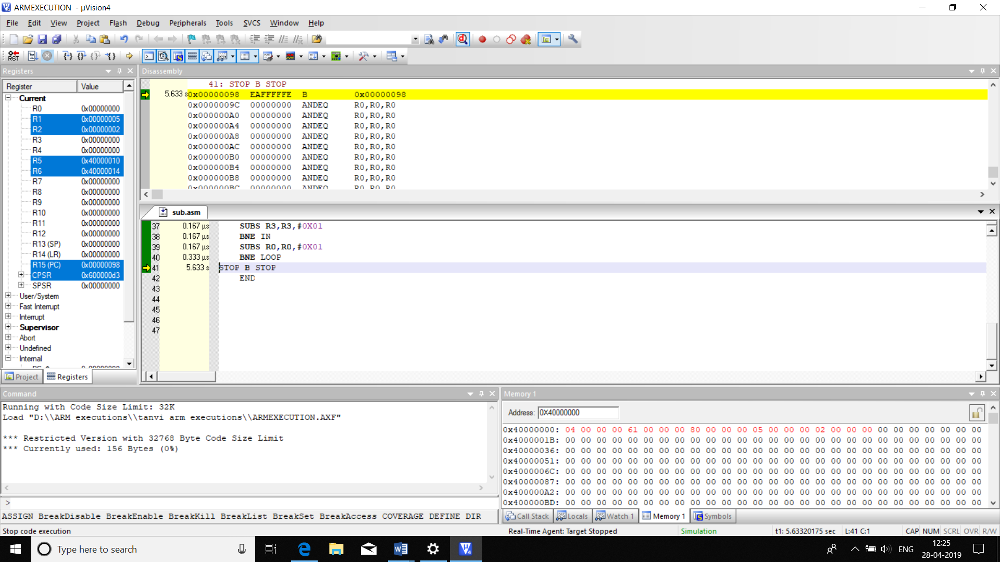 ARMEXECUTION - µVision4
File Edit View Project Flash Debug Peripherals Tools SVCS Window Help
RST
Registers
Register Value
Current
R0 0x00000000
R1 0x00000005
R2 0x00000002
R3 0x00000000
R4 0x00000000
R5 0x40000010
R6 0x40000014
R7 0x00000000
R8 0x00000000
R9 0x00000000
R10 0x00000000
R11 0x00000000
R12 0x00000000
R13 (SP) 0x00000000
R14 (LR) 0x00000000
R15 (PC) 0x00000098
CPSR 0x600000d3
SPSR 0x00000000
User/System
Fast Interrupt
Interrupt
Supervisor
Abort
Undefined
Internal
Project Registers
Disassembly
41: STOP B STOP
5.633 s 0x00000098 EAFFFFFE B 0x00000098
0x0000009C 00000000 ANDEQ R0,R0,R0
0x000000A0 00000000 ANDEQ R0,R0,R0
0x000000A4 00000000 ANDEQ R0,R0,R0
0x000000A8 00000000 ANDEQ R0,R0,R0
0x000000AC 00000000 ANDEQ R0,R0,R0
0x000000B0 00000000 ANDEQ R0,R0,R0
0x000000B4 00000000 ANDEQ R0,R0,R0
0x000000B8 00000000 ANDEQ R0,R0,R0
0x000000BC 00000000 ANDEQ R0,R0,R0
sub.asm
37 0.167 µs SUBS R3,R3,#0X01
38 0.167 µs BNE IN
39 0.167 µs SUBS R0,R0,#0X01
40 0.333 µs BNE LOOP
41 5.633 s STOP B STOP
42 END
43
44
45
46
47
Command
Running with Code Size Limit: 32K
Load "D:\\ARM executions\\tanvi arm executions\\ARMEXECUTION.AXF"
*** Restricted Version with 32768 Byte Code Size Limit
*** Currently used: 156 Bytes (0%)
>
ASSIGN BreakDisable BreakEnable BreakKill BreakList BreakSet BreakAccess COVERAGE DEFINE DIR
Memory 1
Address: 0X40000000
0x40000000: 04 00 00 00 61 00 00 00 80 00 00 00 05 00 00 00 02 00 00 00 00 00 00 00 00 00 00
0x4000001B: 00 00 00 00 00 00 00 00 00 00 00 00 00 00 00 00 00 00 00 00 00 00 00 00 00 00 00
0x40000036: 00 00 00 00 00 00 00 00 00 00 00 00 00 00 00 00 00 00 00 00 00 00 00 00 00 00 00
0x40000051: 00 00 00 00 00 00 00 00 00 00 00 00 00 00 00 00 00 00 00 00 00 00 00 00 00 00 00
0x4000006C: 00 00 00 00 00 00 00 00 00 00 00 00 00 00 00 00 00 00 00 00 00 00 00 00 00 00 00
0x40000087: 00 00 00 00 00 00 00 00 00 00 00 00 00 00 00 00 00 00 00 00 00 00 00 00 00 00 00
0x400000A2: 00 00 00 00 00 00 00 00 00 00 00 00 00 00 00 00 00 00 00 00 00 00 00 00 00 00 00
0x400000BD: 00 00 00 00 00 00 00 00 00 00 00 00 00 00 00 00 00 00 00 00 00 00 00 00 00 00 00
Call Stack Locals Watch 1 Memory 1 Symbols
Stop code execution Real-Time Agent: Target Stopped Simulation t1: 5.63320175 sec L:41 C:1 CAP NUM SCRL OVR R/W
Type here to search
ENG
12:25
28-04-2019